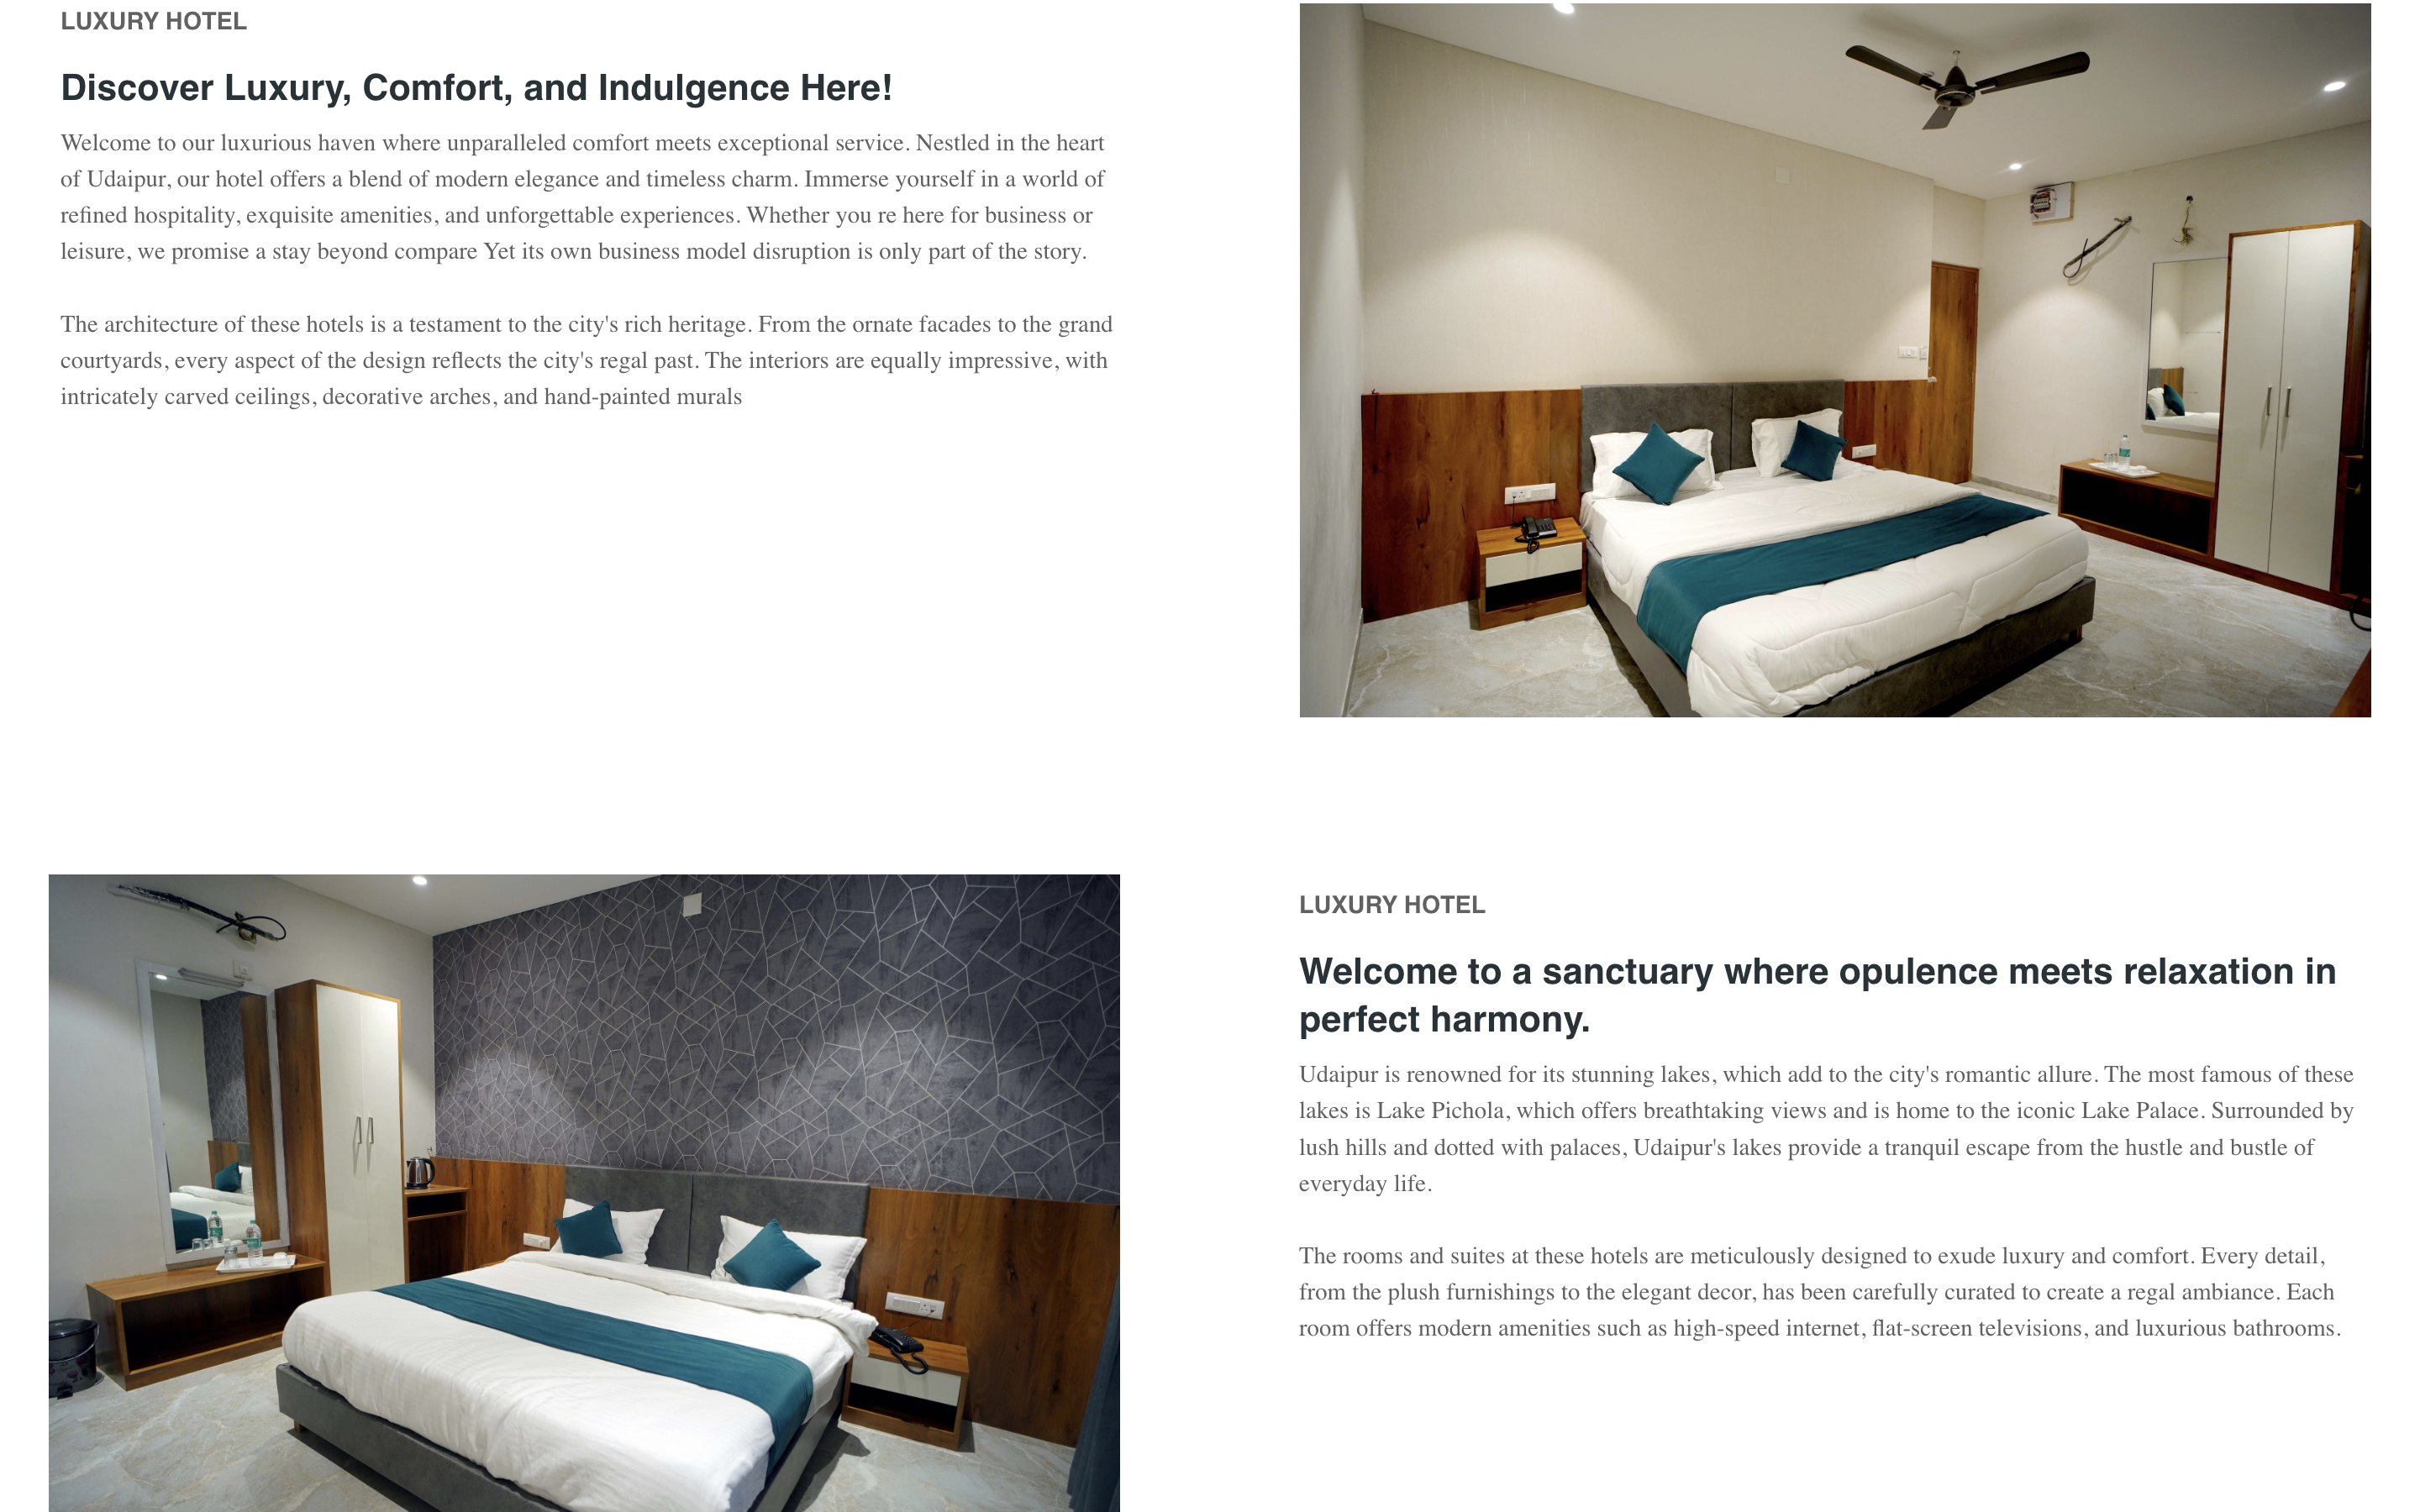 LUXURY HOTEL
Discover Luxury, Comfort, and Indulgence Here!
Welcome to our luxurious haven where unparalleled comfort meets exceptional service. Nestled in the heart
of Udaipur, our hotel offers a blend of modern elegance and timeless charm. Immerse yourself in a world of
refined hospitality, exquisite amenities, and unforgettable experiences. Whether you re here for business or
leisure, we promise a stay beyond compare Yet its own business model disruption is only part of the story.
The architecture of these hotels is a testament to the city's rich heritage. From the ornate facades to the grand
courtyards, every aspect of the design reflects the city's regal past. The interiors are equally impressive, with
intricately carved ceilings, decorative arches, and hand-painted murals
LUXURY HOTEL
Welcome to a sanctuary where opulence meets relaxation in
perfect harmony.
Udaipur is renowned for its stunning lakes, which add to the city's romantic allure. The most famous of these
lakes is Lake Pichola, which offers breathtaking views and is home to the iconic Lake Palace. Surrounded by
lush hills and dotted with palaces, Udaipur's lakes provide a tranquil escape from the hustle and bustle of
everyday life.
The rooms and suites at these hotels are meticulously designed to exude luxury and comfort. Every detail,
from the plush furnishings to the elegant decor, has been carefully curated to create a regal ambiance. Each
room offers modern amenities such as high-speed internet, flat-screen televisions, and luxurious bathrooms.